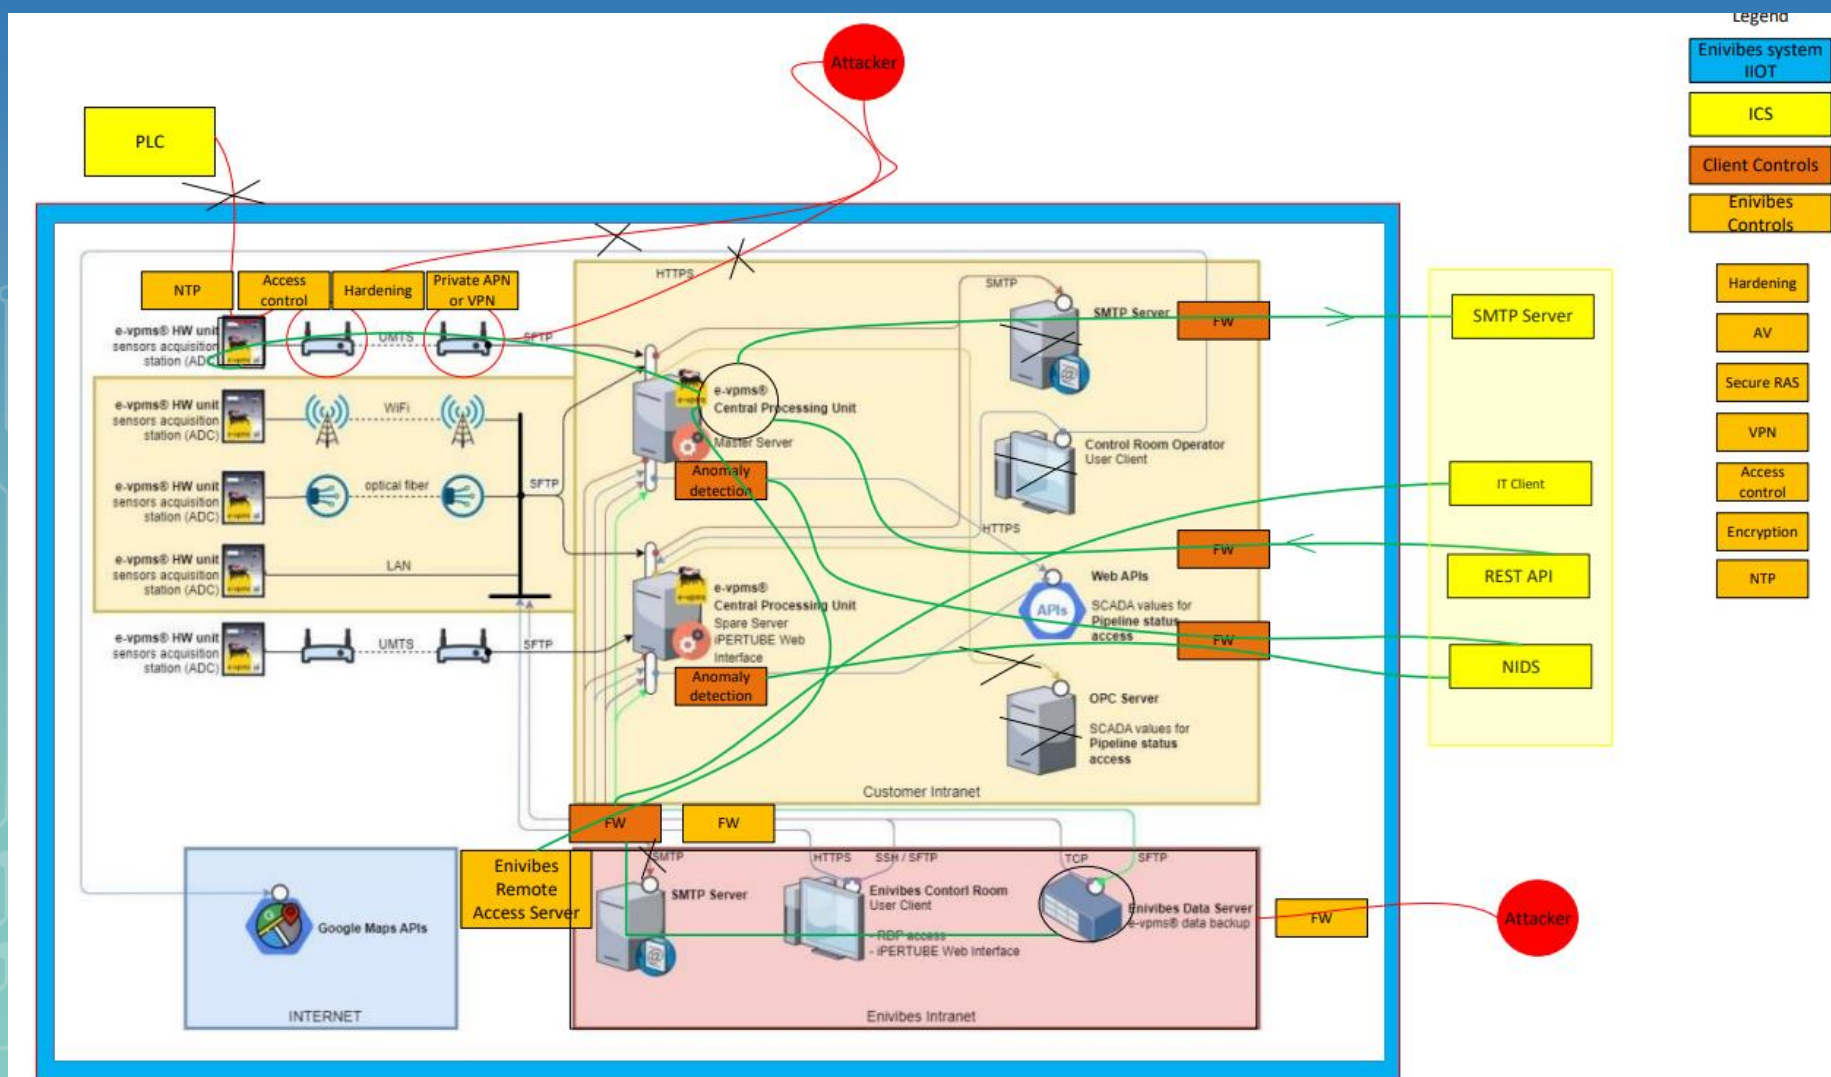 Legend
Enivibes system
IIOT
ICS
Client Controls
Enivibes
Controls
Hardening
AV
Secure RAS
VPN
Access
control
Encryption
NTP
Attacker
PLC
NTP
Access
control
Hardening
Private APN
or VPN
HTTPS
SMTP
SMTP Server
FW
SMTP Server
e-vpms® HW unit
sensors acquisition
station (ADC)
UMTS
SFTP
e-vpms®
Central Processing Unit
Master Server
e-vpms® HW unit
sensors acquisition
station (ADC)
WiFi
Control Room Operator
User Client
Anomaly
detection
IT Client
e-vpms® HW unit
sensors acquisition
station (ADC)
optical fiber
SFTP
HTTPS
FW
REST API
e-vpms® HW unit
sensors acquisition
station (ADC)
LAN
e-vpms®
Central Processing Unit
Spare Server
iPERTUBE Web
Interface
Web APIs
APIs
SCADA values for
Pipeline status
access
FW
NIDS
e-vpms® HW unit
sensors acquisition
station (ADC)
UMTS
SFTP
Anomaly
detection
OPC Server
SCADA values for
Pipeline status
access
Customer Intranet
FW
FW
Enivibes
Remote
Access Server
SMTP
HTTPS
SSH / SFTP
TCP
SFTP
SMTP Server
Enivibes Contorl Room
User Client
- RDP access
- iPERTUBE Web Interface
Enivibes Data Server
e-vpms® data backup
FW
Attacker
Google Maps APIs
INTERNET
Enivibes Intranet